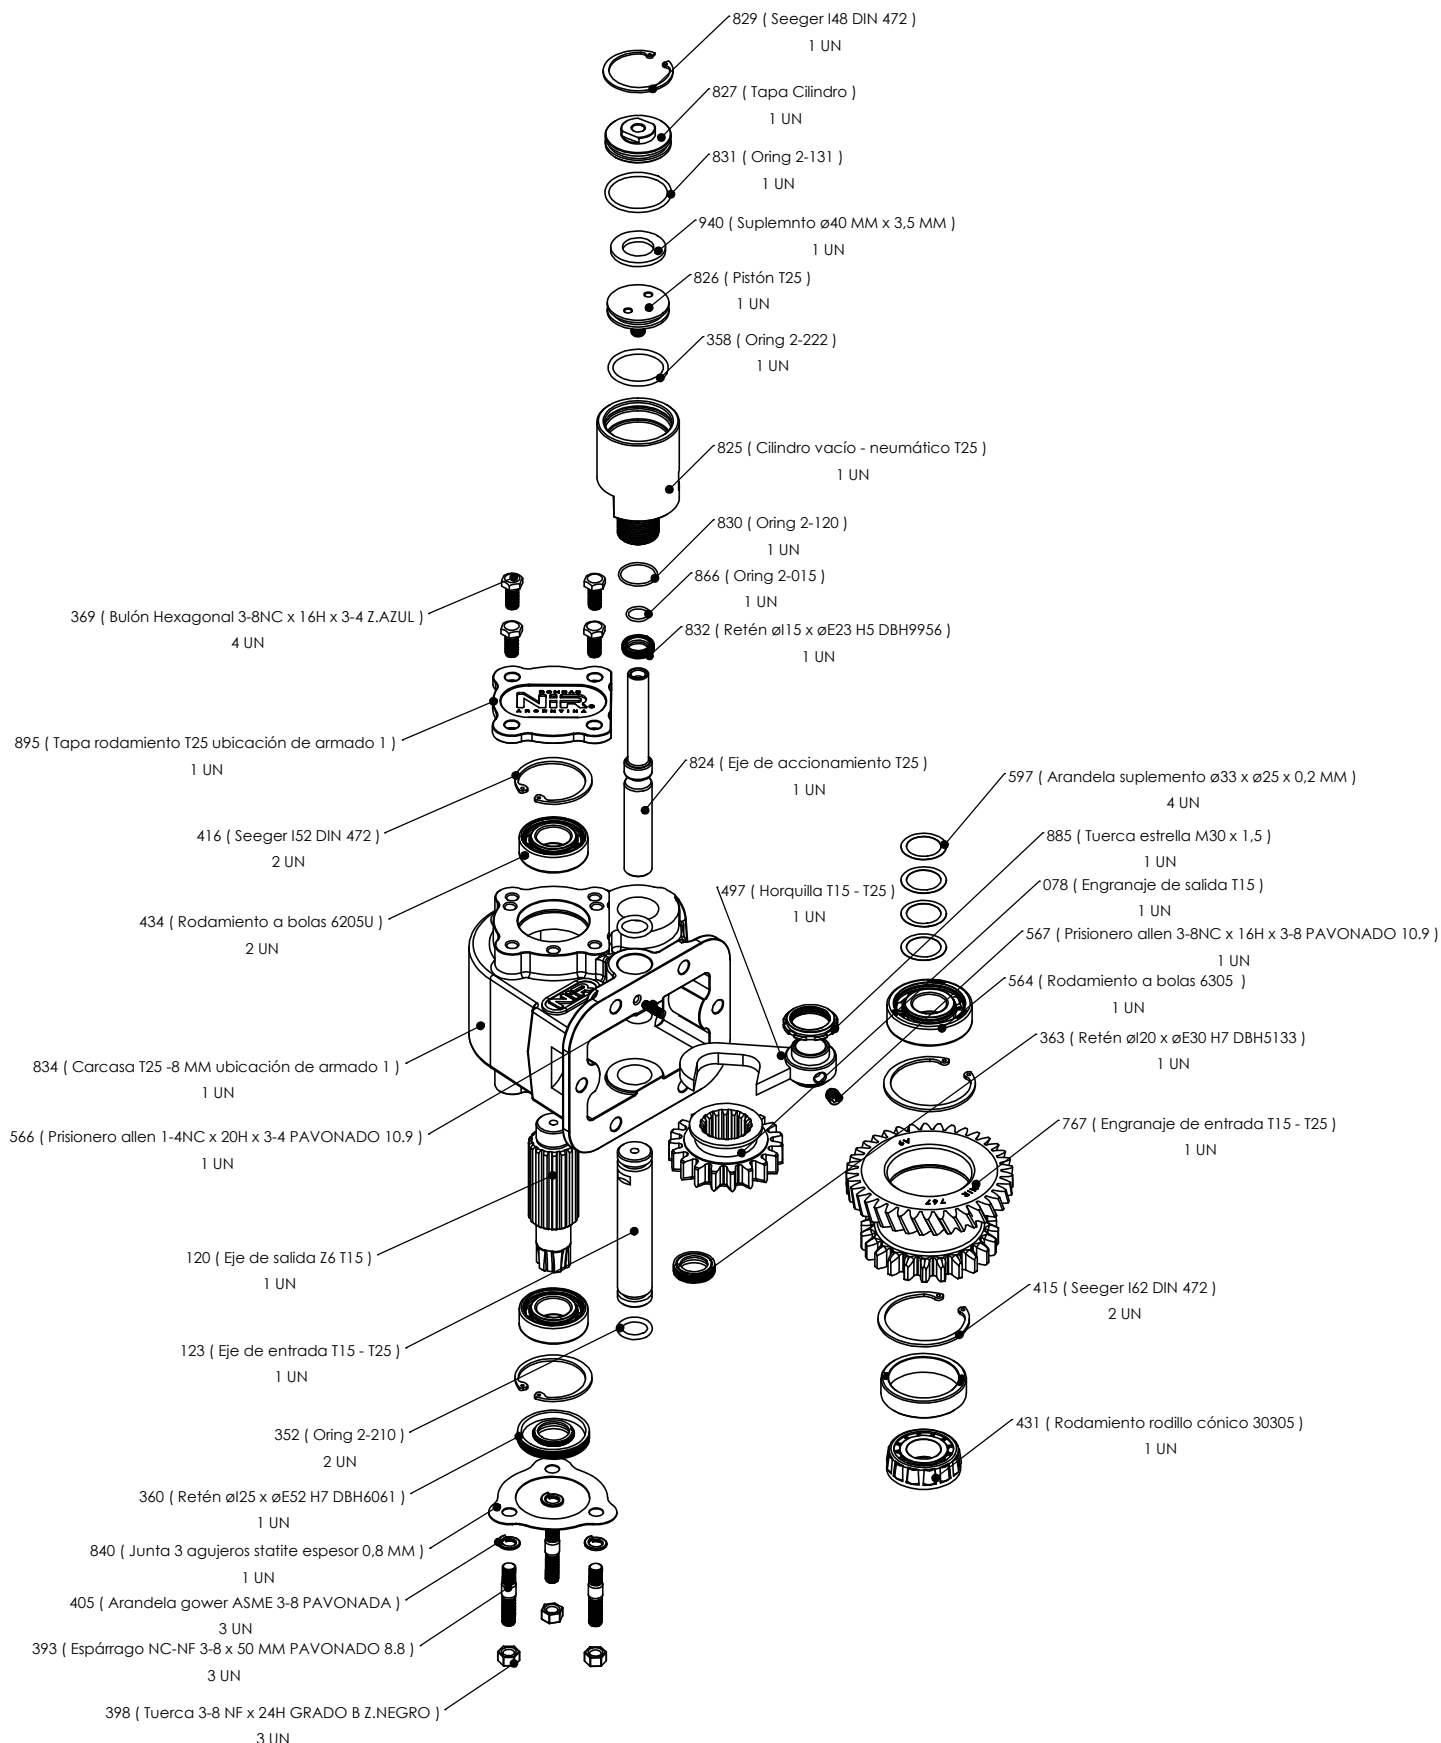 829 ( Seeger I48 DIN 472 )
1 UN
827 ( Tapa Cilindro )
1 UN
831 ( Oring 2-131 )
1 UN
940 ( Suplemnto ø40 MM x 3,5 MM )
1 UN
826 ( Pistón T25 )
1 UN
358 ( Oring 2-222 )
1 UN
825 ( Cilindro vacío - neumático T25 )
1 UN
830 ( Oring 2-120 )
1 UN
866 ( Oring 2-015 )
1 UN
832 ( Retén øI15 x øE23 H5 DBH9956 )
1 UN
369 ( Bulón Hexagonal 3-8NC x 16H x 3-4 Z.AZUL )
4 UN
BOMBAS
NIR
ARGENTINA
895 ( Tapa rodamiento T25 ubicación de armado 1 )
1 UN
824 ( Eje de accionamiento T25 )
1 UN
416 ( Seeger I52 DIN 472 )
2 UN
434 ( Rodamiento a bolas 6205U )
2 UN
597 ( Arandela suplemento ø33 x ø25 x 0,2 MM )
4 UN
885 ( Tuerca estrella M30 x 1,5 )
1 UN
497 ( Horquilla T15 - T25 )
1 UN
078 ( Engranaje de salida T15 )
1 UN
567 ( Prisionero allen 3-8NC x 16H x 3-8 PAVONADO 10.9 )
1 UN
564 ( Rodamiento a bolas 6305 )
1 UN
363 ( Retén øI20 x øE30 H7 DBH5133 )
1 UN
NIR
834 ( Carcasa T25 -8 MM ubicación de armado 1 )
1 UN
566 ( Prisionero allen 1-4NC x 20H x 3-4 PAVONADO 10.9 )
1 UN
767 ( Engranaje de entrada T15 - T25 )
1 UN
A9
NIR
767
120 ( Eje de salida Z6 T15 )
1 UN
415 ( Seeger I62 DIN 472 )
2 UN
123 ( Eje de entrada T15 - T25 )
1 UN
352 ( Oring 2-210 )
2 UN
431 ( Rodamiento rodillo cónico 30305 )
1 UN
360 ( Retén øI25 x øE52 H7 DBH6061 )
1 UN
840 ( Junta 3 agujeros statite espesor 0,8 MM )
1 UN
405 ( Arandela gower ASME 3-8 PAVONADA )
3 UN
393 ( Espárrago NC-NF 3-8 x 50 MM PAVONADO 8.8 )
3 UN
398 ( Tuerca 3-8 NF x 24H GRADO B Z.NEGRO )
3 UN